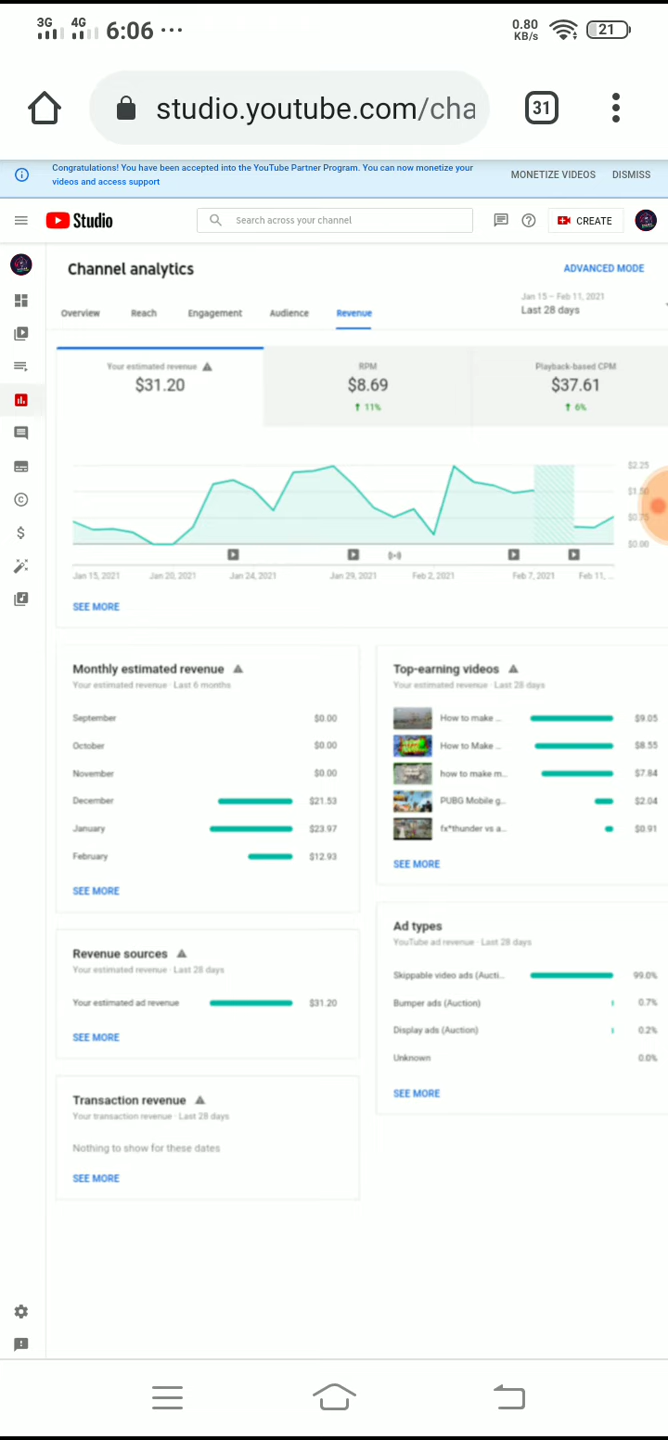 3G 4G 6:06 ··· 0.80 KB/s 21
studio.youtube.com/cha 31
Congratulations! You have been accepted into the YouTube Partner Program. You can now monetize your
videos and access support
MONETIZE VIDEOS DISMISS
Studio Search across your channel CREATE
Channel analytics ADVANCED MODE
Overview Reach Engagement Audience Revenue
Jan 15 – Feb 11, 2021
Last 28 days
Your estimated revenue RPM Playback-based CPM
$31.20 $8.69 $37.61
11% 6%
$2.25
$1.50
$0.75
$0.00
Jan 15, 2021 Jan 20, 2021 Jan 24, 2021 Jan 29, 2021 Feb 2, 2021 Feb 7, 2021 Feb 11, ...
SEE MORE
Monthly estimated revenue
Your estimated revenue · Last 6 months
September $0.00
October $0.00
November $0.00
December $21.53
January $23.97
February $12.93
SEE MORE
Top-earning videos
Your estimated revenue · Last 28 days
How to make ... $9.05
How to Make ... $8.55
how to make m... $7.84
PUBG Mobile g... $2.04
fx*thunder vs a... $0.91
SEE MORE
Revenue sources
Your estimated revenue · Last 28 days
Your estimated ad revenue $31.20
SEE MORE
Ad types
YouTube ad revenue · Last 28 days
Skippable video ads (Aucti... 99.0%
Bumper ads (Auction) 0.7%
Display ads (Auction) 0.2%
Unknown 0.0%
SEE MORE
Transaction revenue
Your transaction revenue · Last 28 days
Nothing to show for these dates
SEE MORE